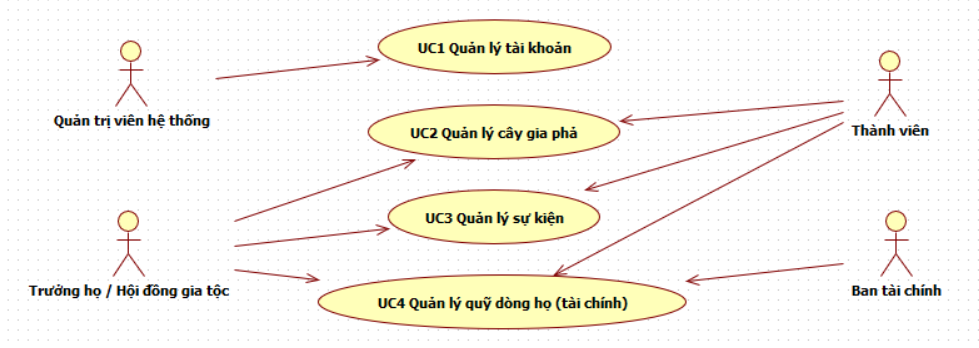 UC1 Quản lý tài khoản
Quản trị viên hệ thống
UC2 Quản lý cây gia phả
Thành viên
UC3 Quản lý sự kiện
Trưởng họ / Hội đồng gia tộc
UC4 Quản lý quỹ dòng họ (tài chính)
Ban tài chính